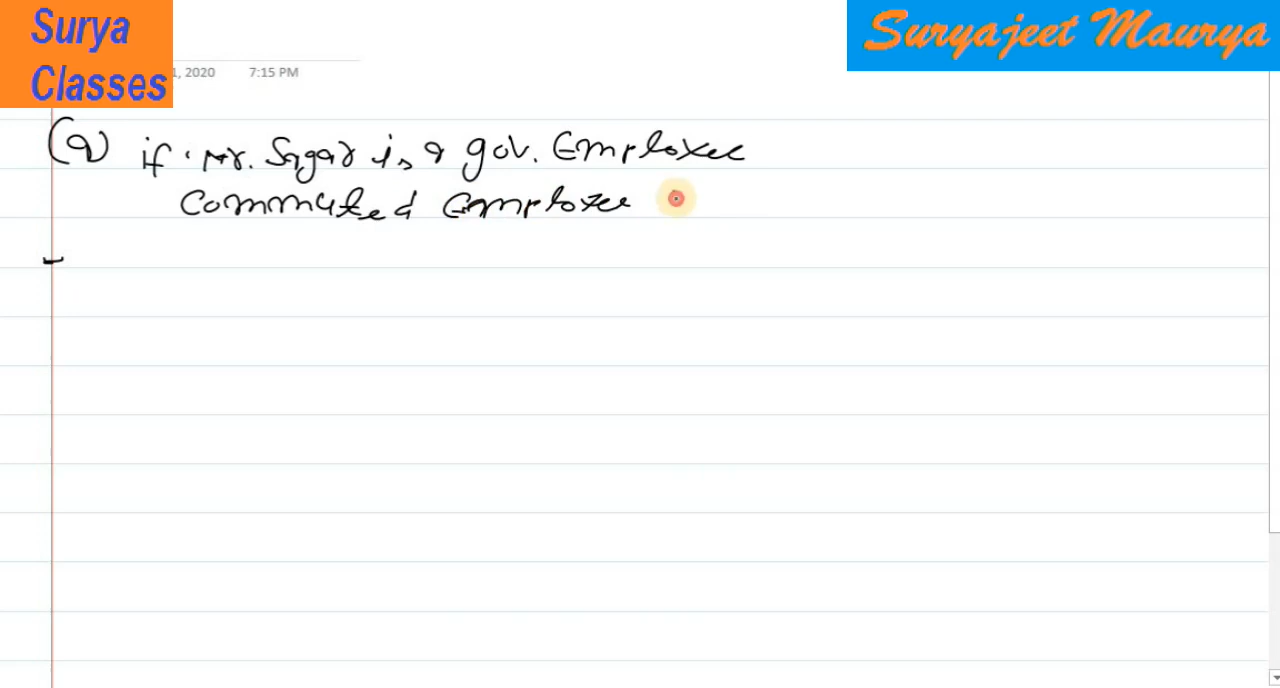 Surya
Classes
Suryajeet Maurya
1, 2020 7:15 PM
(a) if Mr. Sagar is a gov. Employee
commuted Employee